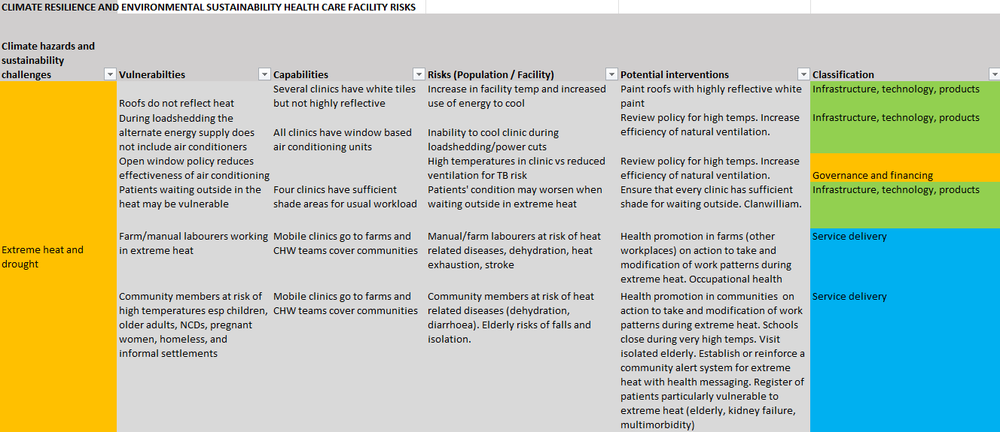 CLIMATE RESILIENCE AND ENVIRONMENTAL SUSTAINABILITY HEALTH CARE FACILITY RISKS
Climate hazards and
sustainability
challenges
Vulnerabilties
Capabilities
Risks (Population / Facility)
Potential interventions
Classification
Extreme heat and
drought
Roofs do not reflect heat
Several clinics have white tiles
but not highly reflective
Increase in facility temp and increased
use of energy to cool
Paint roofs with highly reflective white
paint
Infrastructure, technology, products
During loadshedding the
alternate energy supply does
not include air conditioners
All clinics have window based
air conditioning units
Inability to cool clinic during
loadshedding/power cuts
Review policy for high temps. Increase
efficiency of natural ventilation.
Infrastructure, technology, products
Open window policy reduces
effectiveness of air conditioning
High temperatures in clinic vs reduced
ventilation for TB risk
Review policy for high temps. Increase
efficiency of natural ventilation.
Governance and financing
Patients waiting outside in the
heat may be vulnerable
Four clinics have sufficient
shade areas for usual workload
Patients' condition may worsen when
waiting outside in extreme heat
Ensure that every clinic has sufficient
shade for waiting outside. Clanwilliam.
Infrastructure, technology, products
Farm/manual labourers working
in extreme heat
Mobile clinics go to farms and
CHW teams cover communities
Manual/farm labourers at risk of heat
related diseases, dehydration, heat
exhaustion, stroke
Health promotion in farms (other
workplaces) on action to take and
modification of work patterns during
extreme heat. Occupational health
Service delivery
Community members at risk of
high temperatures esp children,
older adults, NCDs, pregnant
women, homeless, and
informal settlements
Mobile clinics go to farms and
CHW teams cover communities
Community members at risk of heat
related diseases (dehydration,
diarrhoea). Elderly risks of falls and
isolation.
Health promotion in communities on
action to take and modification of work
patterns during extreme heat. Schools
close during very high temps. Visit
isolated elderly. Establish or reinforce a
community alert system for extreme
heat with health messaging. Register of
patients particularly vulnerable to
extreme heat (elderly, kidney failure,
multimorbidity)
Service delivery